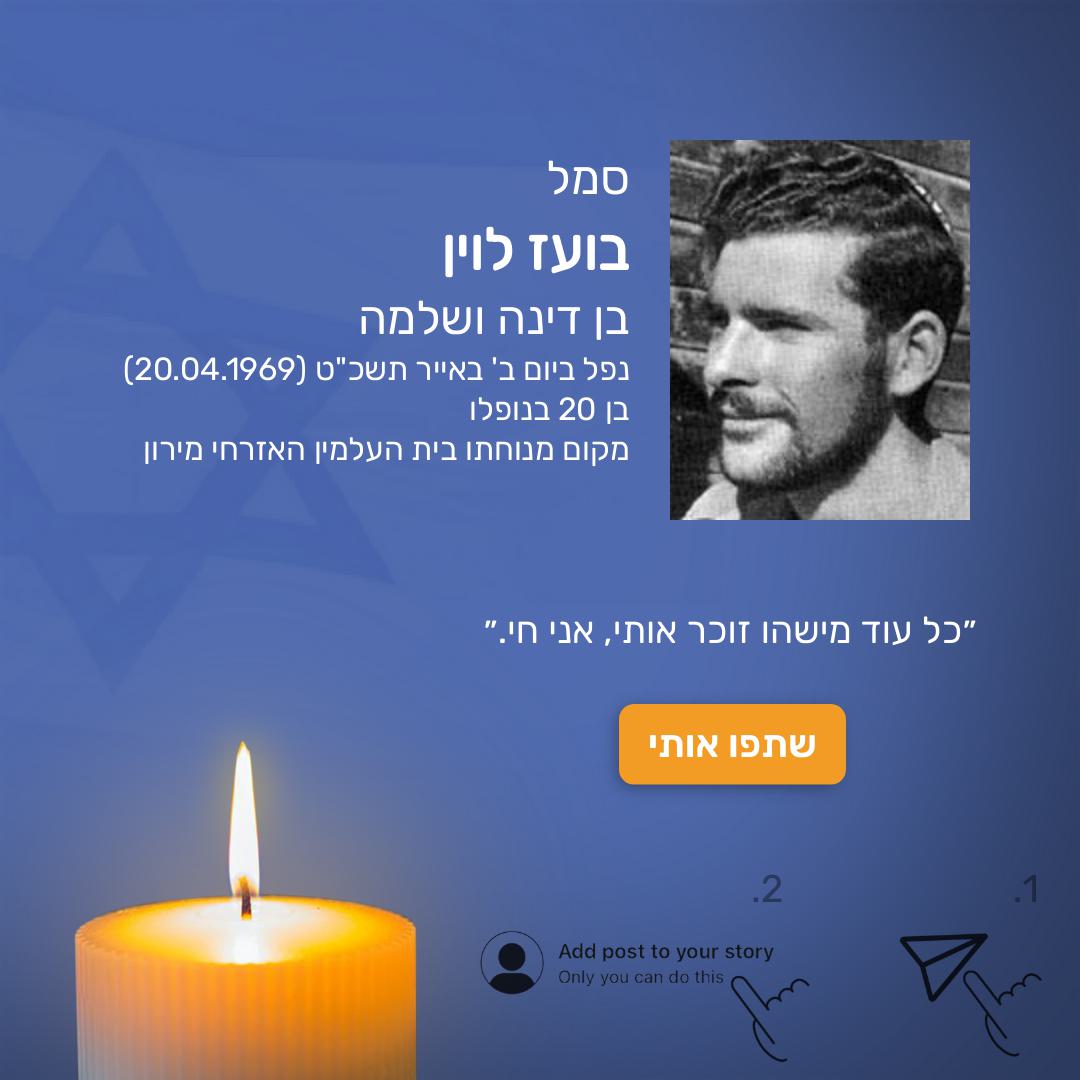 סמל
בועז לוין
בן דינה ושלמה
נפל ביום ב' באייר תשכ"ט (20.04.1969)
בן 20 בנופלו
מקום מנוחתו בית העלמין האזרחי מירון
״כל עוד מישהו זוכר אותי, אני חי.״
שתפו אותי
.1
.2
Add post to your story
Only you can do this